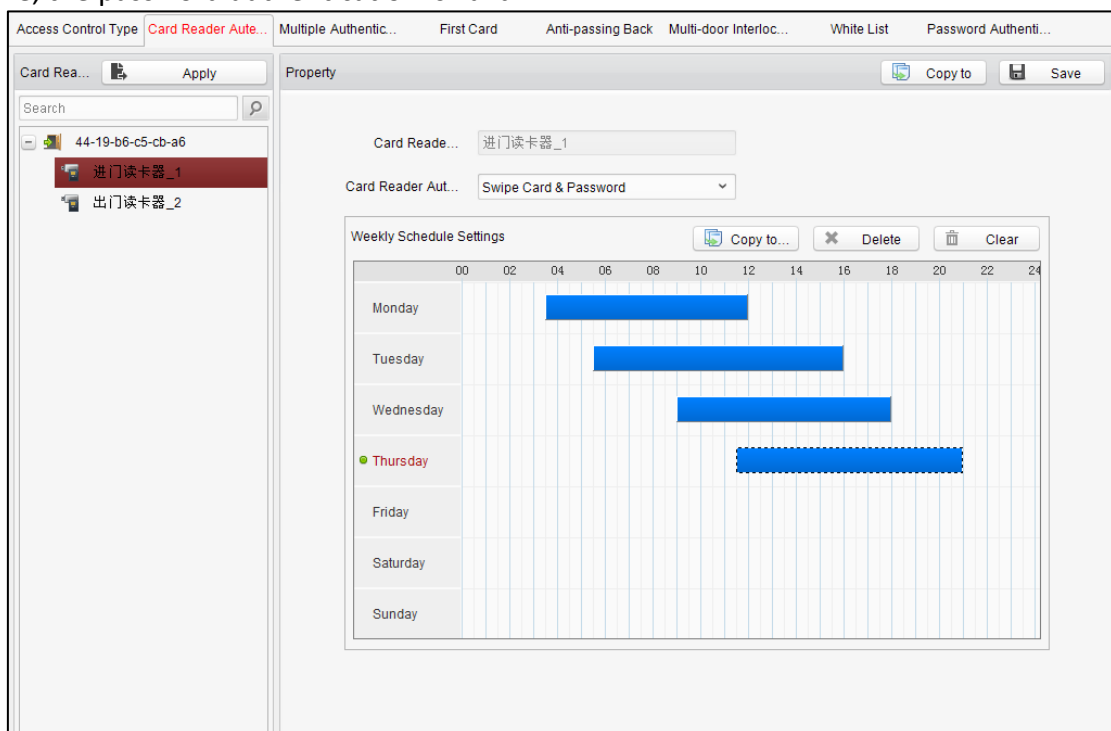 Access Control Type Card Reader Aute... Multiple Authentic... First Card Anti-passing Back Multi-door Interloc... White List Password Authenti...
Card Rea... Apply Property Copy to Save
Search
44-19-b6-c5-cb-a6
进门读卡器_1
出门读卡器_2
Card Reade... 进门读卡器_1
Card Reader Aut... Swipe Card & Password
Weekly Schedule Settings Copy to... Delete Clear
00 02 04 06 08 10 12 14 16 18 20 22 24
Monday
Tuesday
Wednesday
Thursday
Friday
Saturday
Sunday